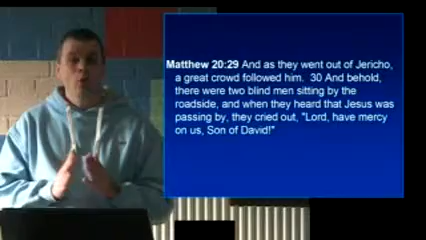 Matthew 20:29 And as they went out of Jericho,
a great crowd followed him.  30 And behold,
there were two blind men sitting by the
roadside, and when they heard that Jesus was
passing by, they cried out, "Lord, have mercy
on us, Son of David!"